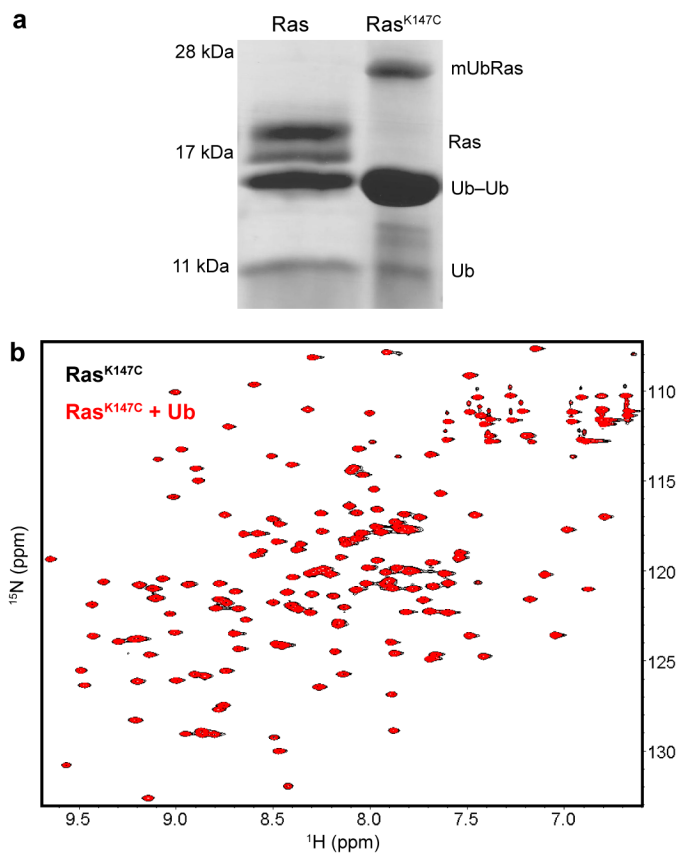 a
Ras RasK147C
28 kDa
mUbRas
Ras
17 kDa
Ub–Ub
11 kDa
Ub
b
RasK147C
RasK147C + Ub
110
115
120
125
130
15N (ppm)
9.5 9.0 8.5 8.0 7.5 7.0
1H (ppm)